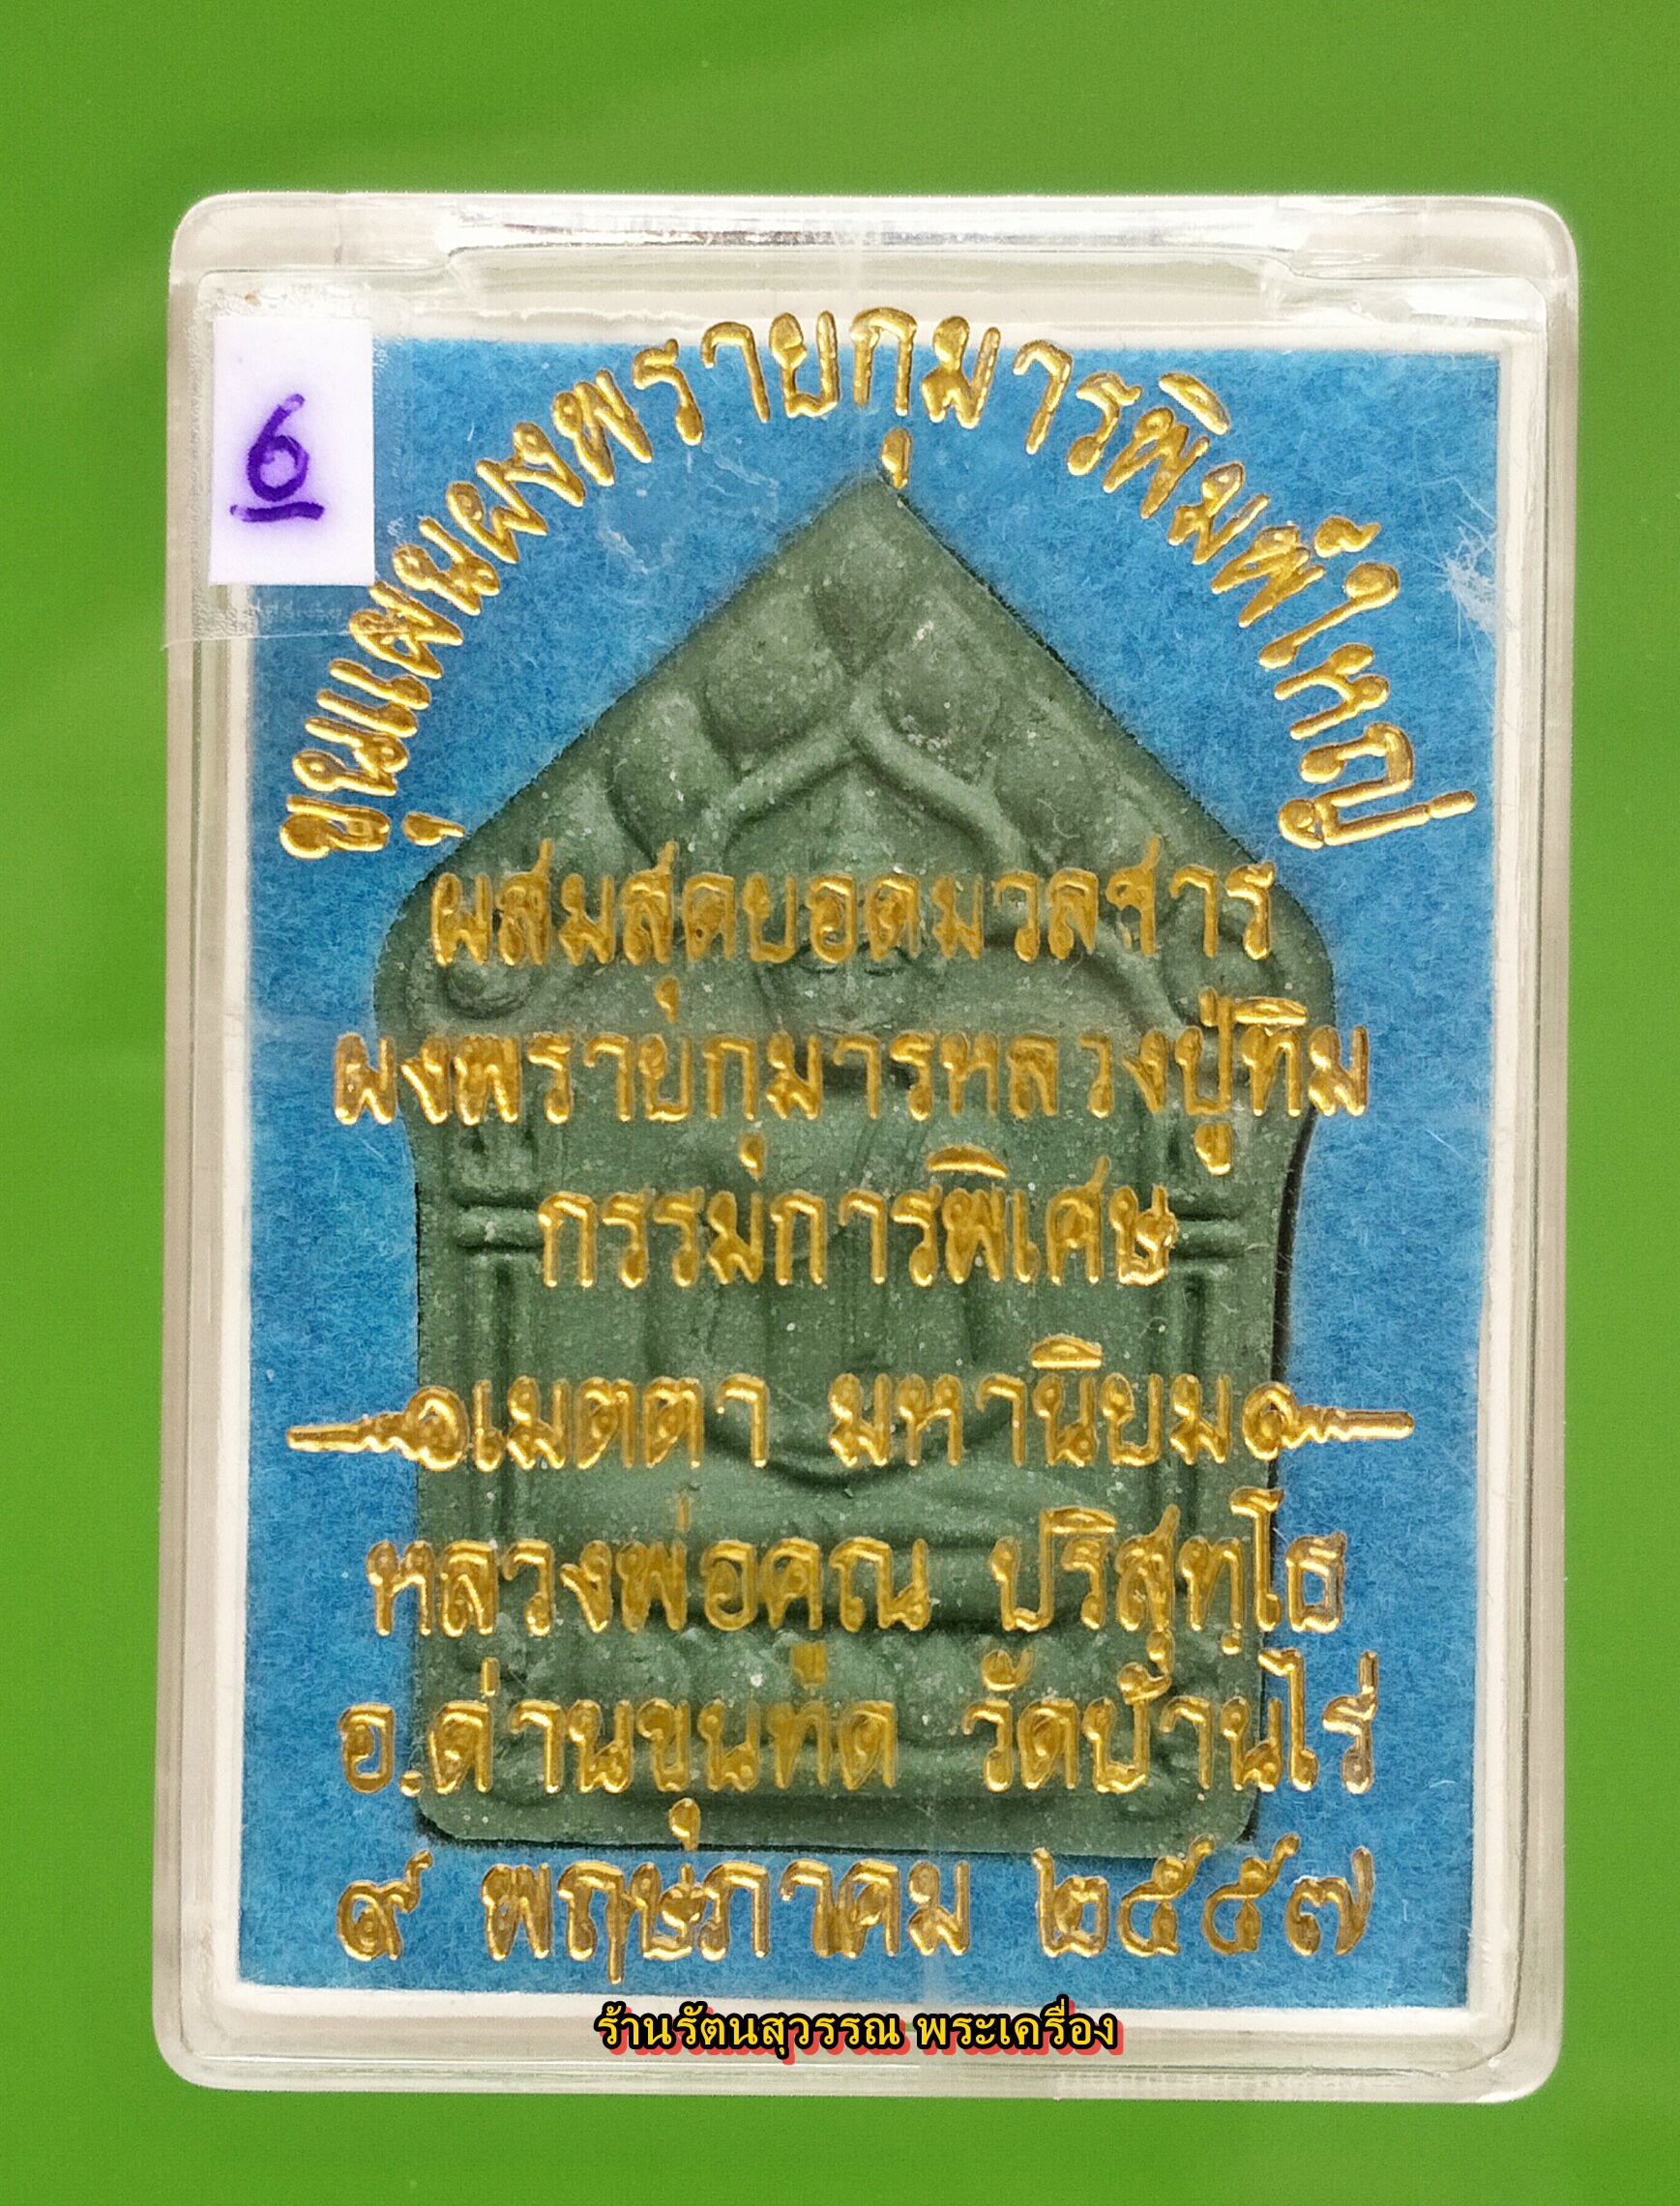 6
ขุนแผนผงพรายกุมารพิมพ์ใหญ่
ผสมสุดยอดมวลสาร
ผงพรายกุมารหลวงปู่ทิม
กรรมการพิเศษ
เมตตา มหานิยม
หลวงพ่อคูณ ปริสุทฺโธ
อ.ด่านขุนทด วัดบ้านไร่
๙ พฤษภาคม ๒๕๕๗
ร้านรัตนสุวรรณ พระเครื่อง